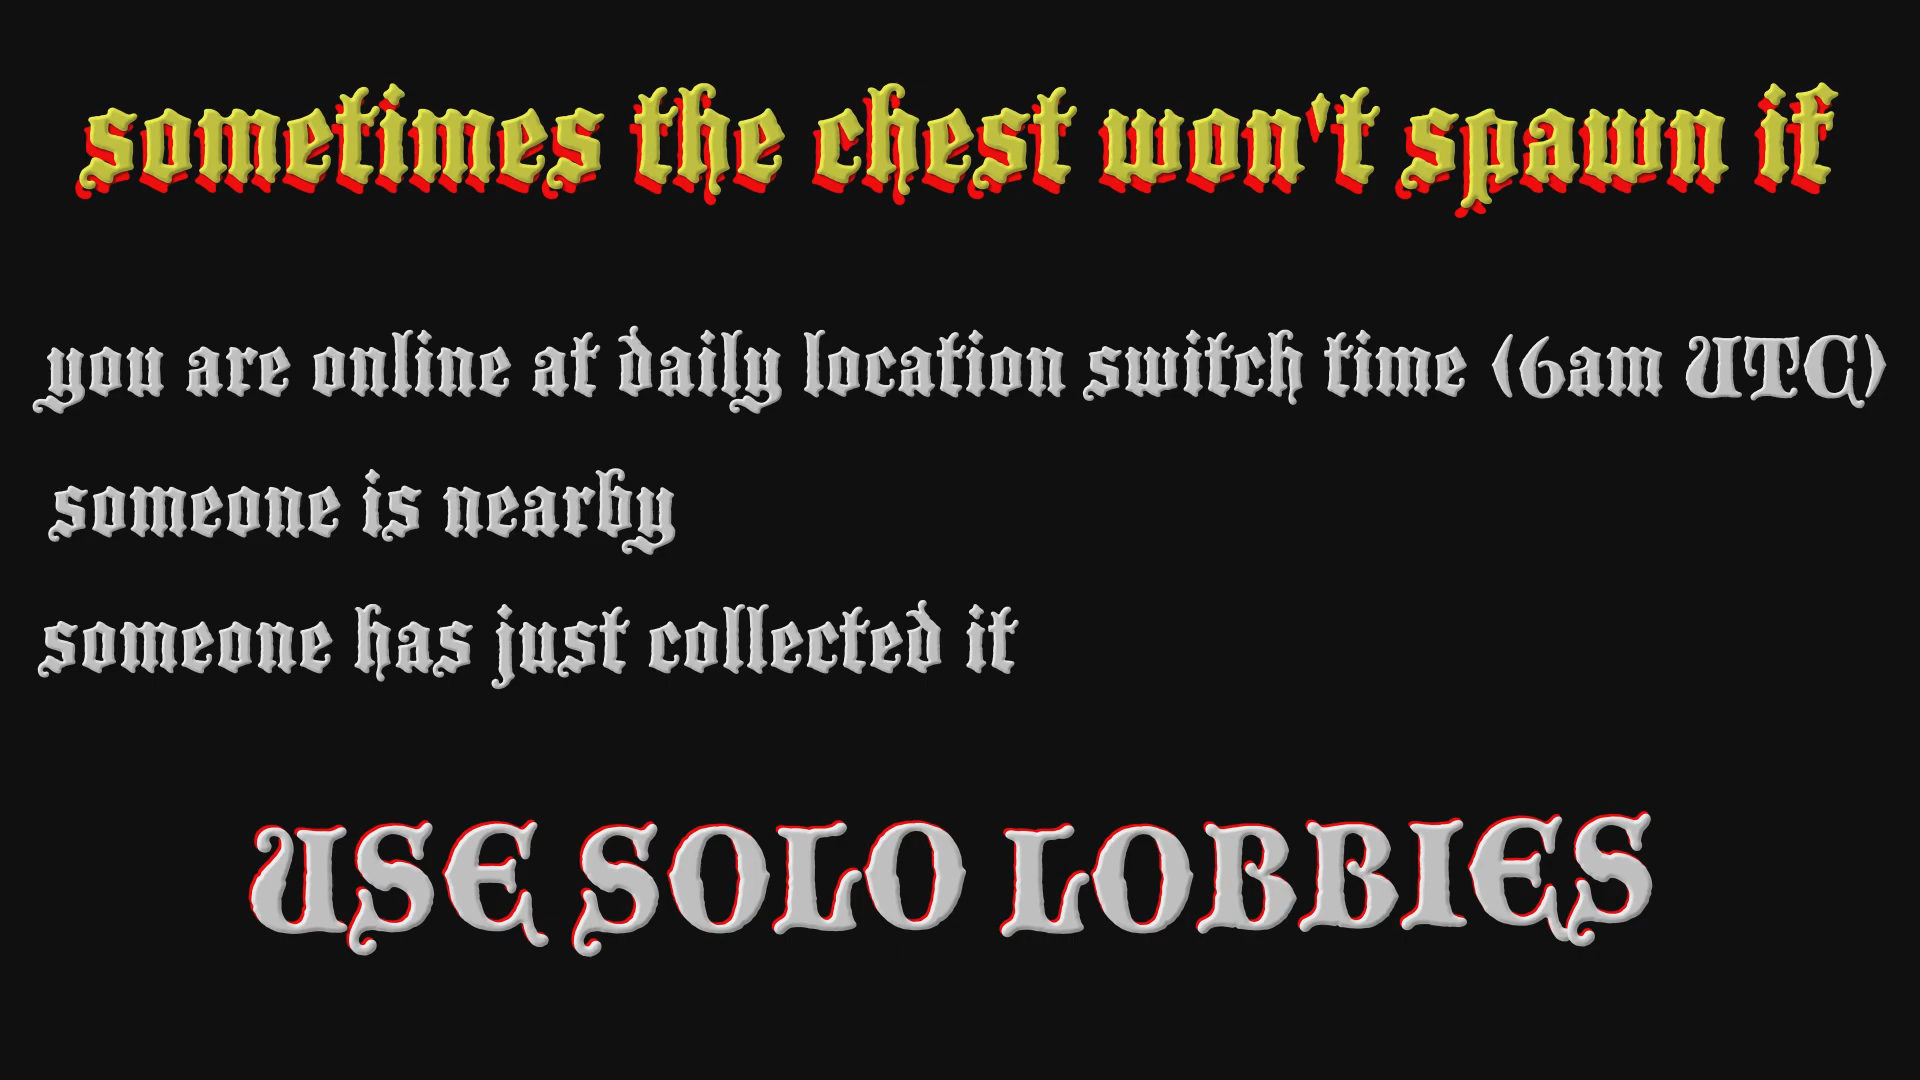 sometimes the chest won't spawn if
you are online at daily location switch time (6am UTC)
someone is nearby
someone has just collected it
USE SOLO LOBBIES